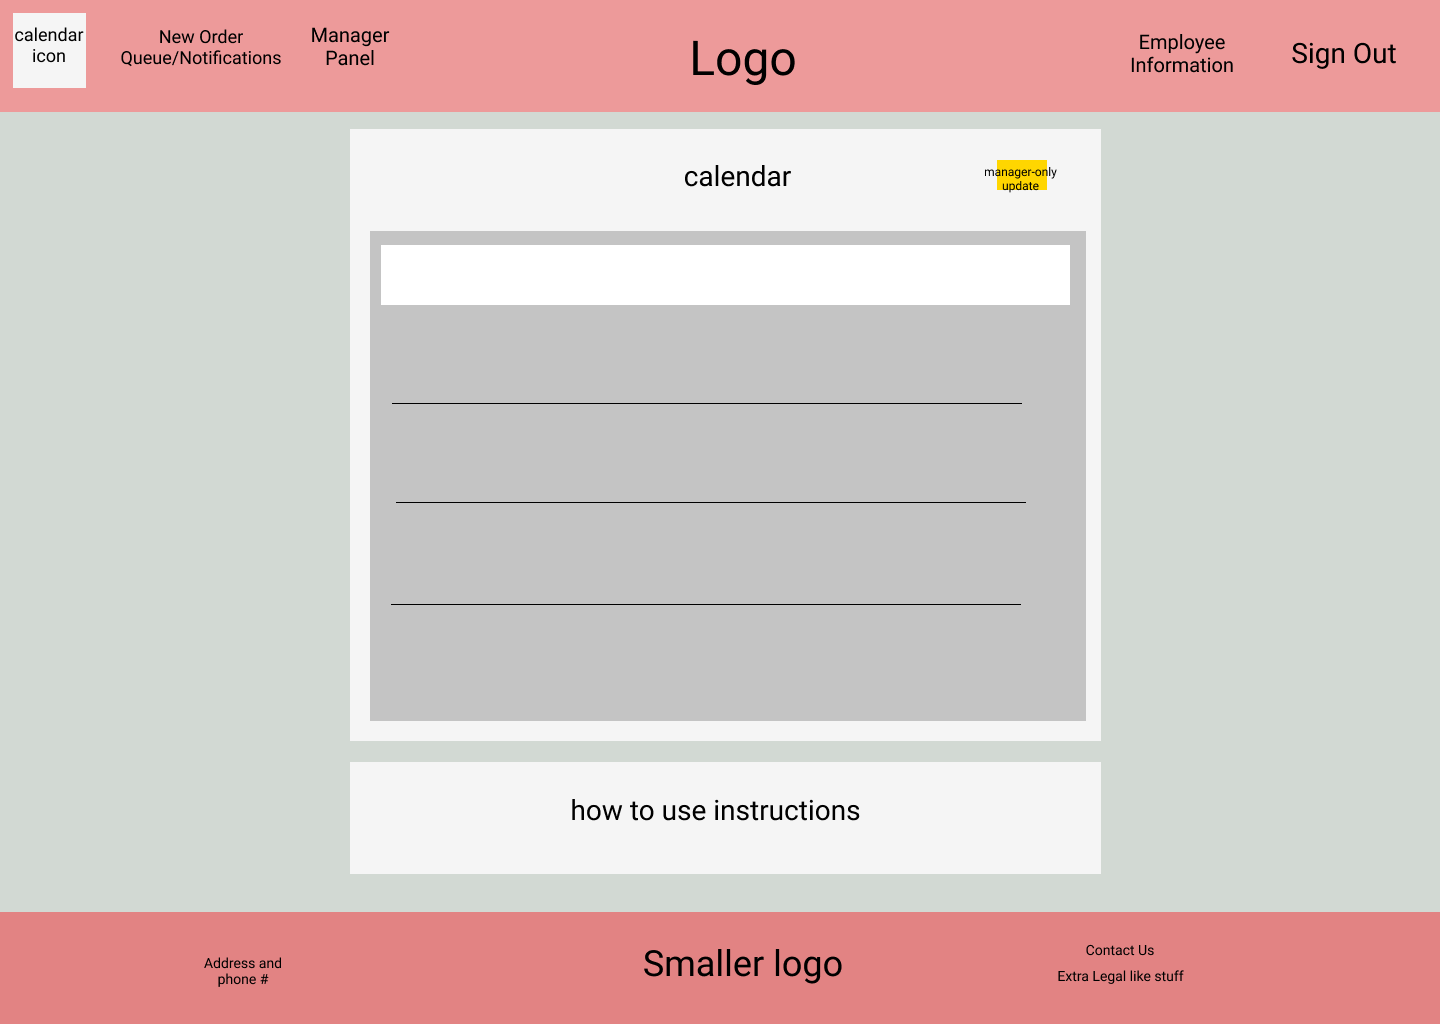 calendar
icon
New Order
Queue/Notifications
Manager
Panel
Logo
Employee
Information
Sign Out
calendar
manager-only
update
how to use instructions
Address and
phone #
Smaller logo
Contact Us
Extra Legal like stuff